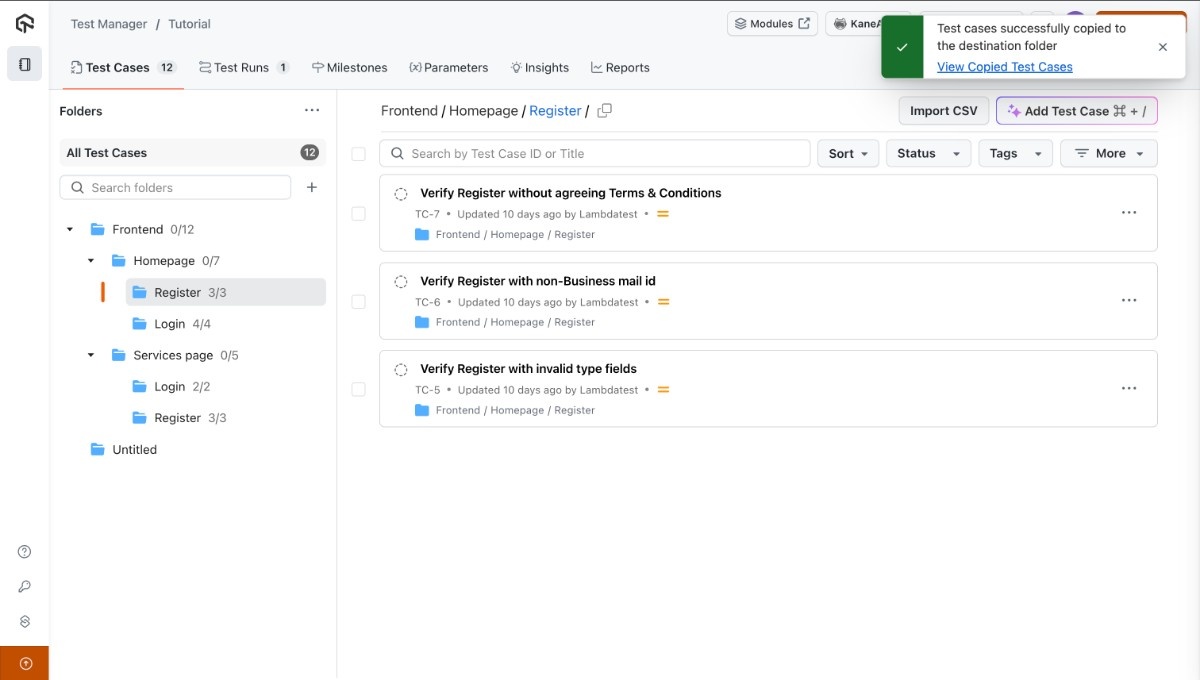 Test Manager / Tutorial
Modules
KaneA
Test cases successfully copied to
the destination folder
View Copied Test Cases
Test Cases 12
Test Runs 1
Milestones
{x} Parameters
Insights
Reports
Folders
Frontend / Homepage / Register /
Import CSV
Add Test Case ⌘ + /
All Test Cases 12
Search by Test Case ID or Title
Sort
Status
Tags
More
Search folders
Frontend 0/12
Homepage 0/7
Register 3/3
Login 4/4
Services page 0/5
Login 2/2
Register 3/3
Untitled
Verify Register without agreeing Terms & Conditions
TC-7 • Updated 10 days ago by Lambdatest •
Frontend / Homepage / Register
Verify Register with non-Business mail id
TC-6 • Updated 10 days ago by Lambdatest •
Frontend / Homepage / Register
Verify Register with invalid type fields
TC-5 • Updated 10 days ago by Lambdatest •
Frontend / Homepage / Register